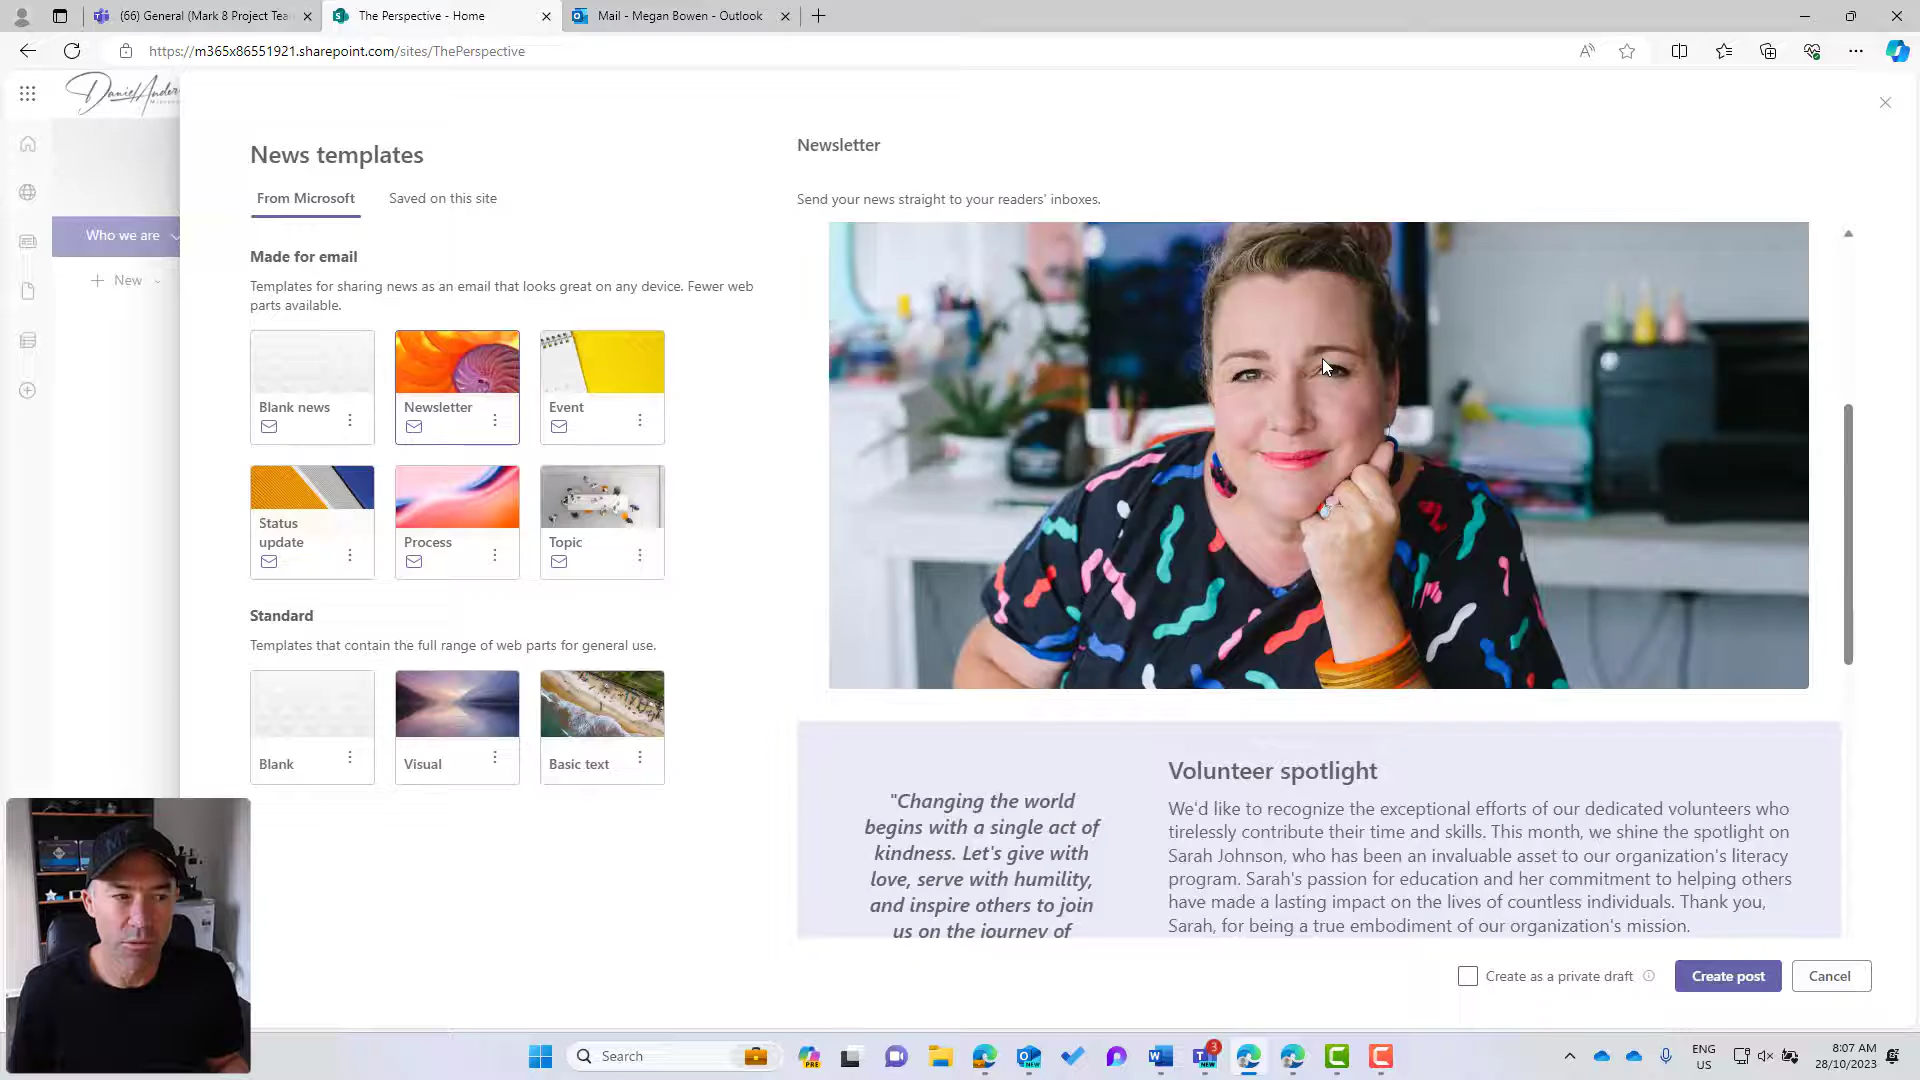 (66) General (Mark 8 Project Tea
The Perspective - Home
Mail - Megan Bowen - Outlook
https://m365x86551921.sharepoint.com/sites/ThePerspective
Who we are
New
News templates
From Microsoft
Saved on this site
Made for email
Templates for sharing news as an email that looks great on any device. Fewer web
parts available.
Blank news
Newsletter
Event
Status
update
Process
Topic
Standard
Templates that contain the full range of web parts for general use.
Blank
Visual
Basic text
Newsletter
Send your news straight to your readers' inboxes.
"Changing the world
begins with a single act of
kindness. Let's give with
love, serve with humility,
and inspire others to join
us on the journey of
Volunteer spotlight
We'd like to recognize the exceptional efforts of our dedicated volunteers who
tirelessly contribute their time and skills. This month, we shine the spotlight on
Sarah Johnson, who has been an invaluable asset to our organization's literacy
program. Sarah's passion for education and her commitment to helping others
have made a lasting impact on the lives of countless individuals. Thank you,
Sarah, for being a true embodiment of our organization's mission.
Create as a private draft
Create post
Cancel
Search
PRE
NEW
NEW
3
ENG
US
8:07 AM
28/10/2023